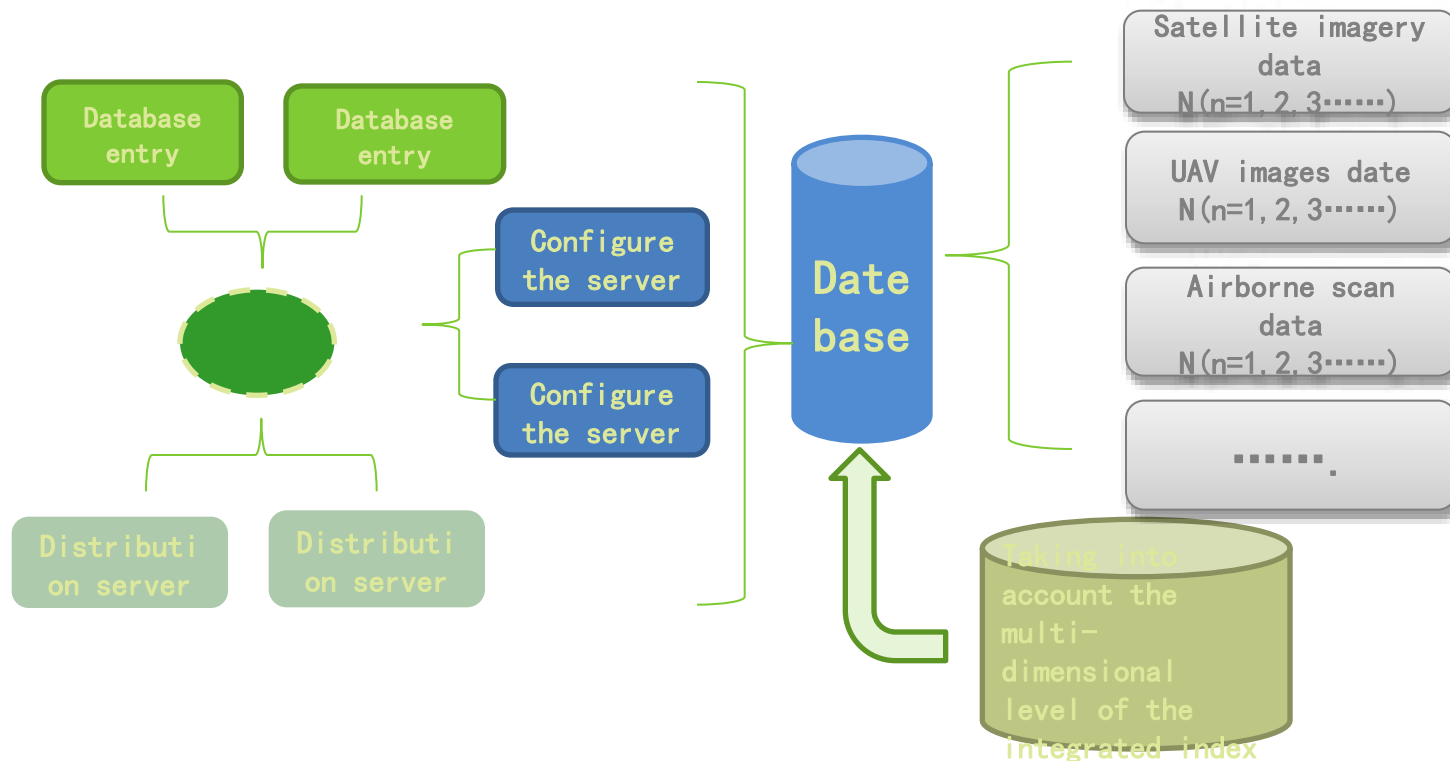 Database
entry
Database
entry
Configure
the server
Configure
the server
Distributi
on server
Distributi
on server
Date
base
Satellite imagery
data
N(n=1,2,3……)
UAV images date
N(n=1,2,3……)
Airborne scan
data
N(n=1,2,3……)
…….
Taking into
account the
multi-
dimensional
level of the
integrated index